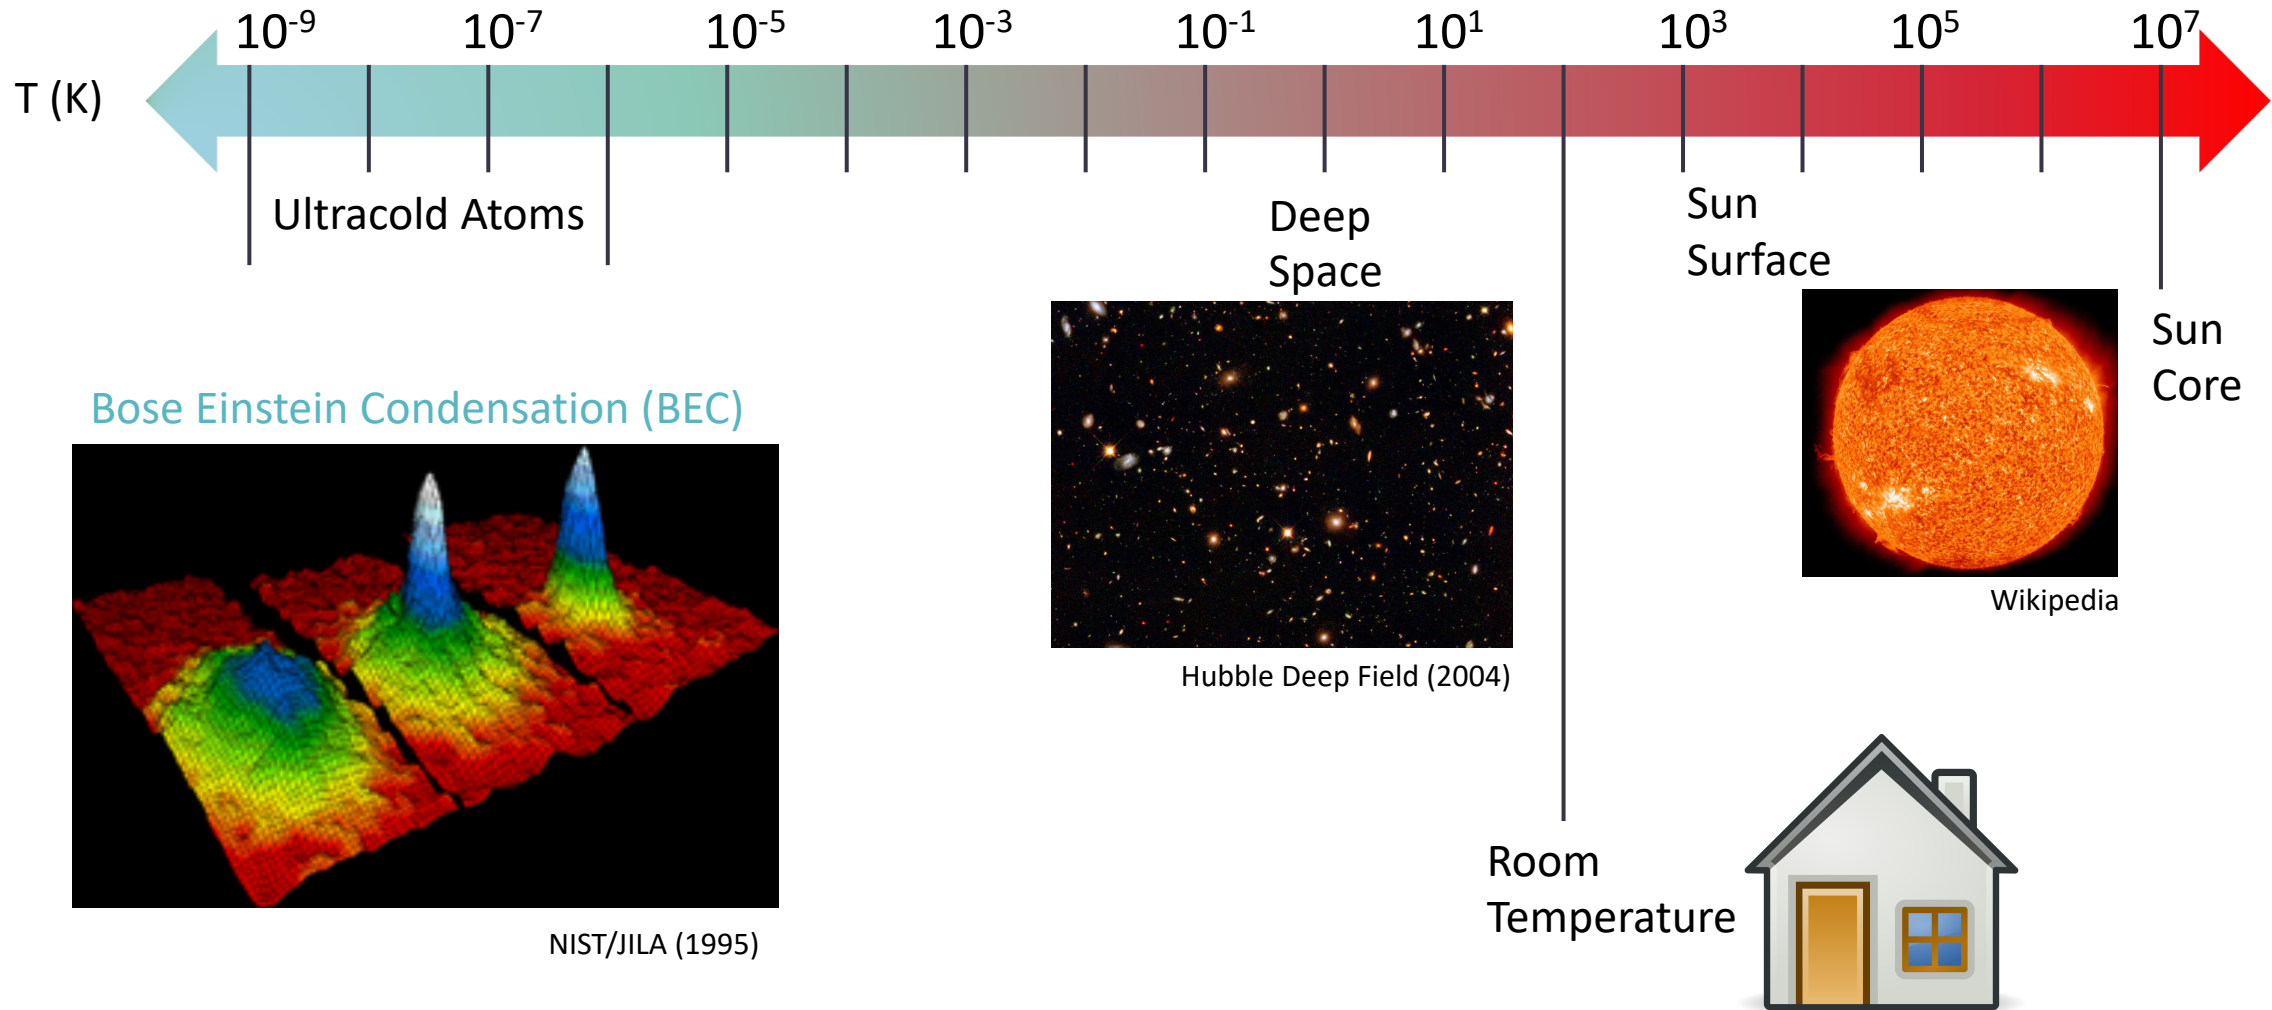 10⁻⁹ 10⁻⁷ 10⁻⁵ 10⁻³ 10⁻¹ 10¹ 10³ 10⁵ 10⁷
T (K)
Ultracold Atoms
Deep
Space
Sun
Surface
Sun
Core
Bose Einstein Condensation (BEC)
Wikipedia
Hubble Deep Field (2004)
Room
Temperature
NIST/JILA (1995)